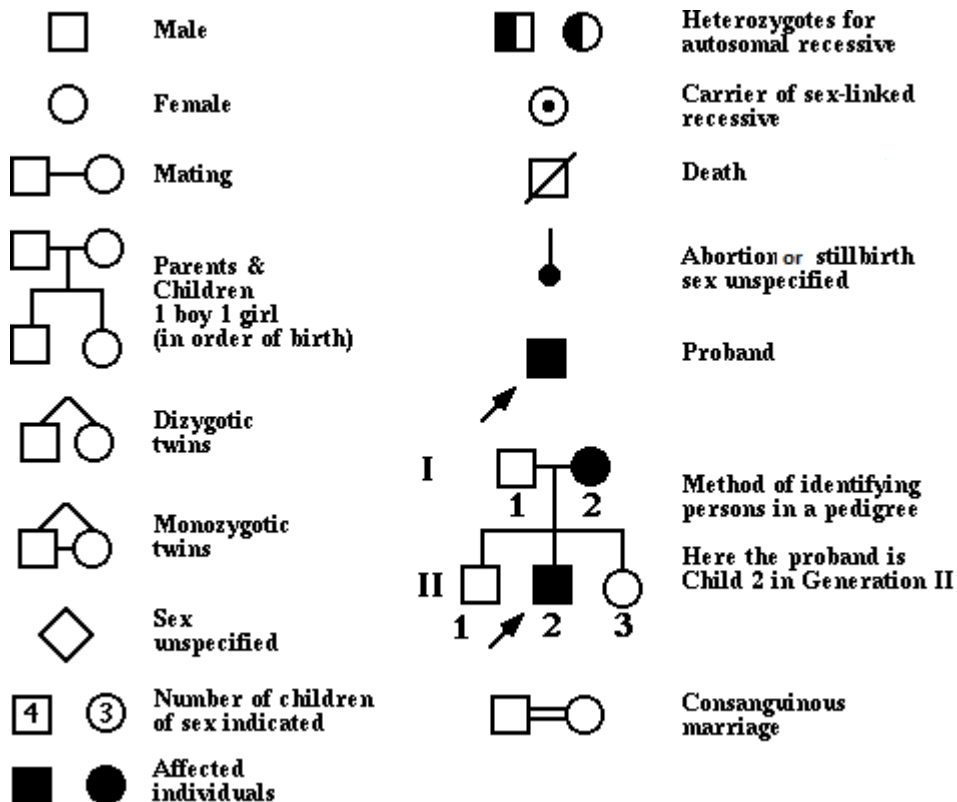 Male
Female
Mating
Parents &
Children
1 boy 1 girl
(in order of birth)
Dizygotic
twins
Monozygotic
twins
Sex
unspecified
4
3
Number of children
of sex indicated
Affected
individuals
Heterozygotes for
autosomal recessive
Carrier of sex-linked
recessive
Death
Abortion or stillbirth
sex unspecified
Proband
I
1 2
II
1 2 3
Method of identifying
persons in a pedigree
Here the proband is
Child 2 in Generation II
Consanguinous
marriage